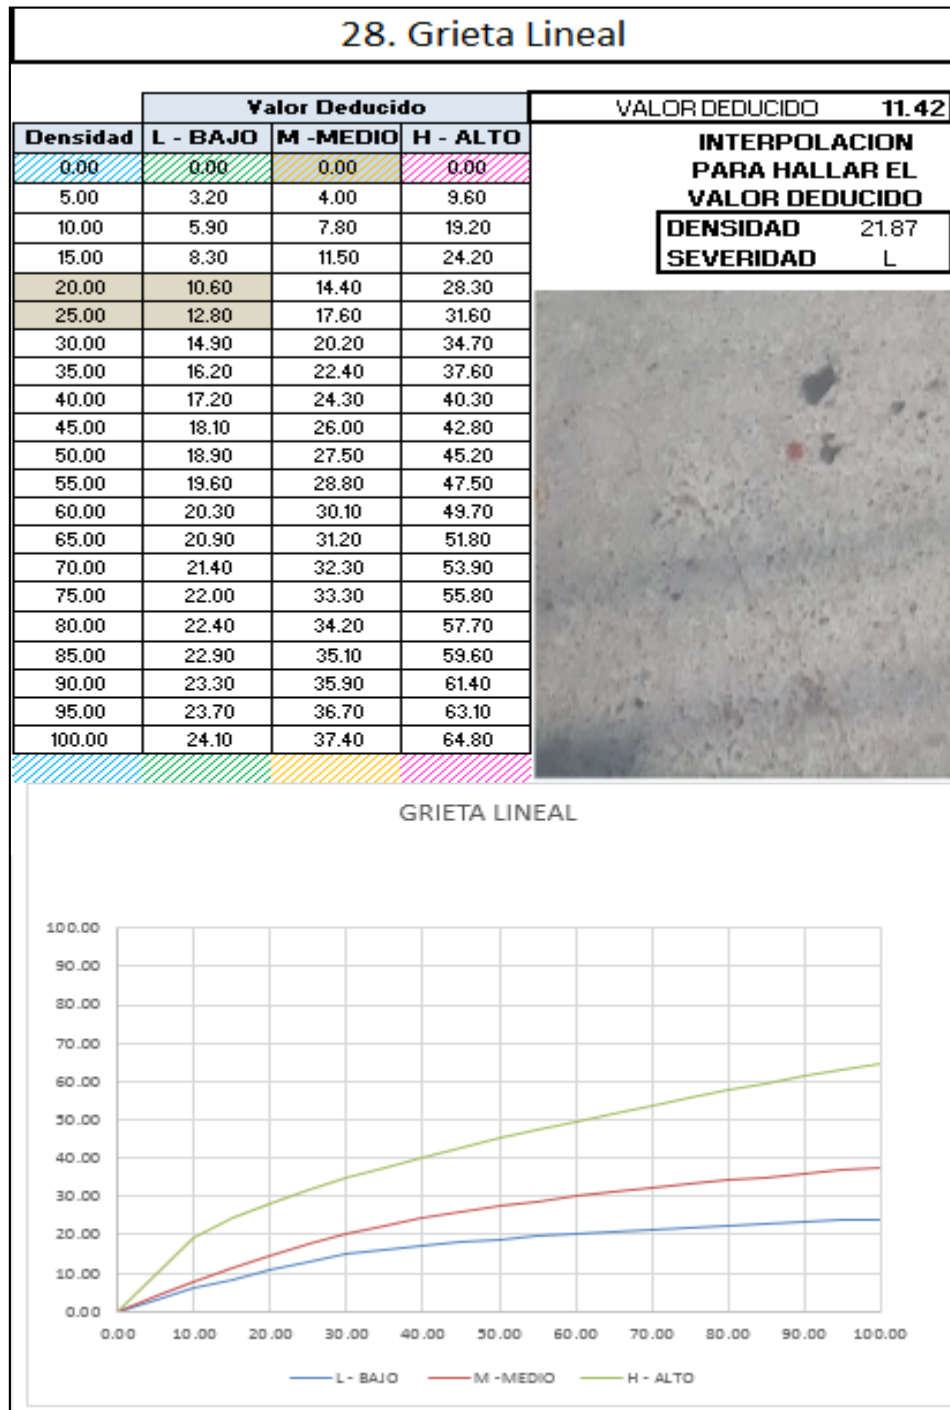 28. Grieta Lineal
Valor Deducido
VALOR DEDUCIDO 11.42
Densidad L - BAJO M -MEDIO H - ALTO
INTERPOLACION
PARA HALLAR EL
VALOR DEDUCIDO
DENSIDAD 21.87
SEVERIDAD L
0.00 0.00 0.00 0.00
5.00 3.20 4.00 9.60
10.00 5.90 7.80 19.20
15.00 8.30 11.50 24.20
20.00 10.60 14.40 28.30
25.00 12.80 17.60 31.60
30.00 14.90 20.20 34.70
35.00 16.20 22.40 37.60
40.00 17.20 24.30 40.30
45.00 18.10 26.00 42.80
50.00 18.90 27.50 45.20
55.00 19.60 28.80 47.50
60.00 20.30 30.10 49.70
65.00 20.90 31.20 51.80
70.00 21.40 32.30 53.90
75.00 22.00 33.30 55.80
80.00 22.40 34.20 57.70
85.00 22.90 35.10 59.60
90.00 23.30 35.90 61.40
95.00 23.70 36.70 63.10
100.00 24.10 37.40 64.80
GRIETA LINEAL
100.00
90.00
80.00
70.00
60.00
50.00
40.00
30.00
20.00
10.00
0.00
0.00 10.00 20.00 30.00 40.00 50.00 60.00 70.00 80.00 90.00 100.00
L - BAJO M -MEDIO H - ALTO